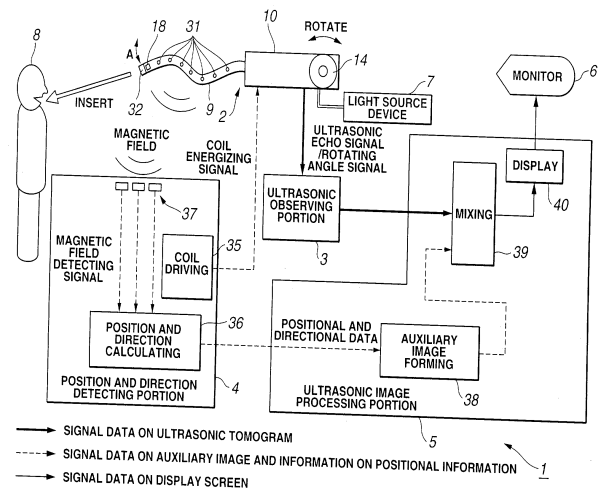 8
A
18
31
10
ROTATE
14
32
9
2
INSERT
7
LIGHT SOURCE
DEVICE
MONITOR
6
MAGNETIC
FIELD
COIL
ENERGIZING
SIGNAL
ULTRASONIC
ECHO SIGNAL
/ROTATING
ANGLE SIGNAL
DISPLAY
40
37
ULTRASONIC
OBSERVING
PORTION
3
MIXING
39
MAGNETIC
FIELD
DETECTING
SIGNAL
35
COIL
DRIVING
36
POSITION AND
DIRECTION
CALCULATING
POSITIONAL AND
DIRECTIONAL DATA
AUXILIARY
IMAGE
FORMING
38
POSITION AND DIRECTION
DETECTING PORTION
4
ULTRASONIC IMAGE
PROCESSING PORTION
5
SIGNAL DATA ON ULTRASONIC TOMOGRAM
SIGNAL DATA ON AUXILIARY IMAGE AND INFORMATION ON POSITIONAL INFORMATION
1
SIGNAL DATA ON DISPLAY SCREEN